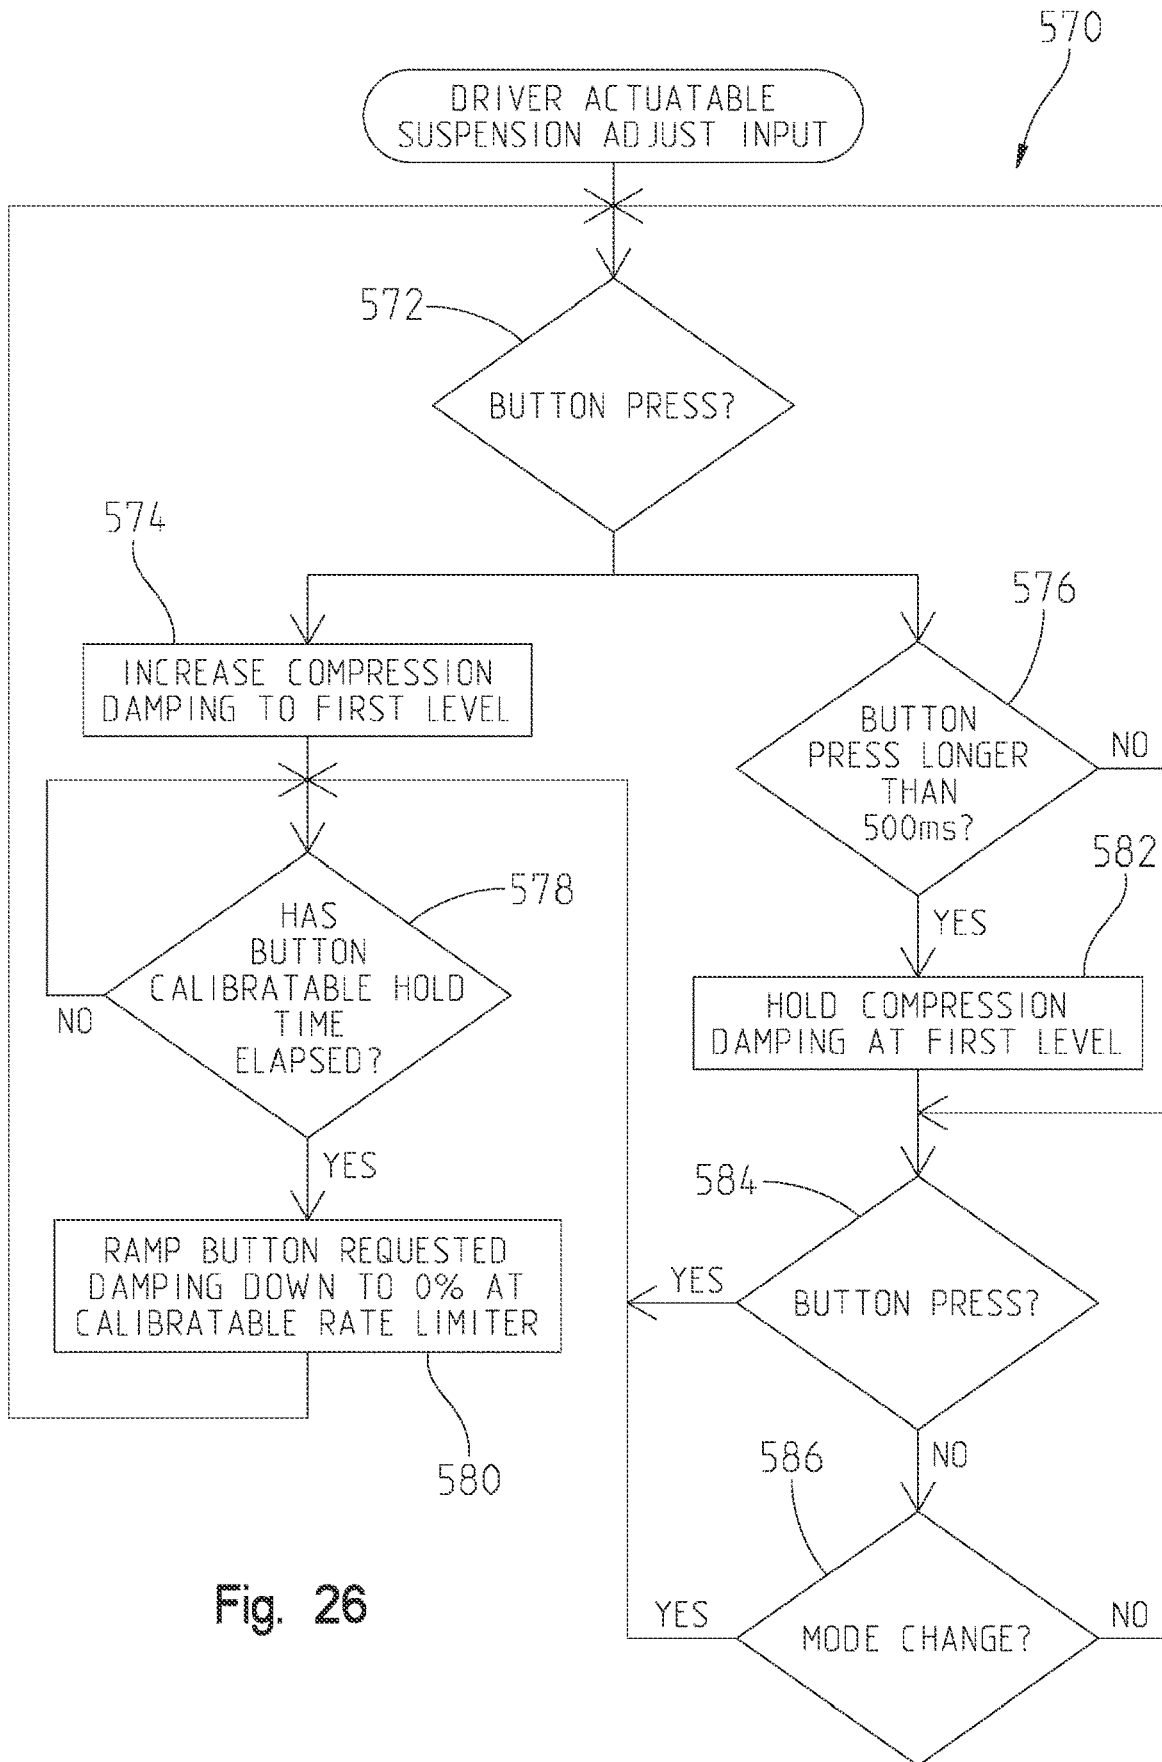 570
DRIVER ACTUATABLE
SUSPENSION ADJUST INPUT
572
BUTTON PRESS?
574
INCREASE COMPRESSION
DAMPING TO FIRST LEVEL
576
BUTTON
PRESS LONGER
THAN
500ms?
NO
578
HAS
BUTTON
CALIBRATABLE HOLD
TIME
ELAPSED?
NO
YES
582
YES
HOLD COMPRESSION
DAMPING AT FIRST LEVEL
RAMP BUTTON REQUESTED
DAMPING DOWN TO 0% AT
CALIBRATABLE RATE LIMITER
580
584
YES
BUTTON PRESS?
NO
586
YES
MODE CHANGE?
NO
Fig. 26